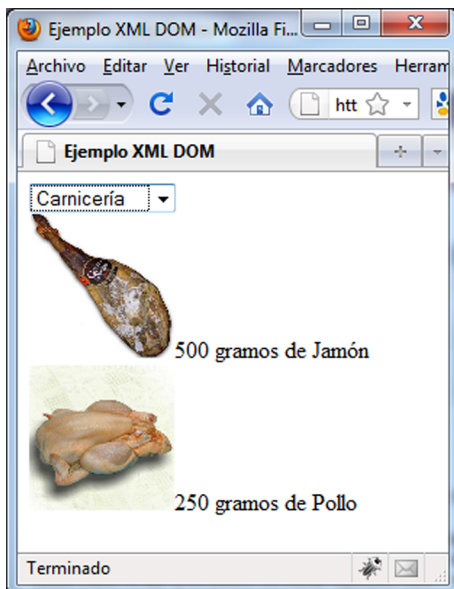 Ejemplo XML DOM - Mozilla Fi...
Archivo Editar Ver Historial Marcadores Herram
htt
Ejemplo XML DOM
Carnicería
500 gramos de Jamón
250 gramos de Pollo
Terminado